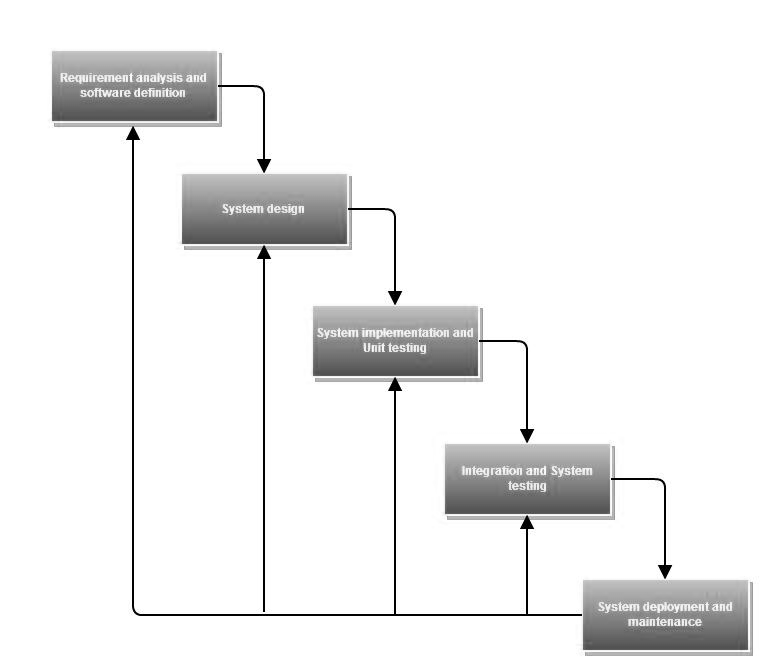 Requirement analysis and
software definition
System design
System implementation and
Unit testing
Integration and System
testing
System deployment and
maintenance